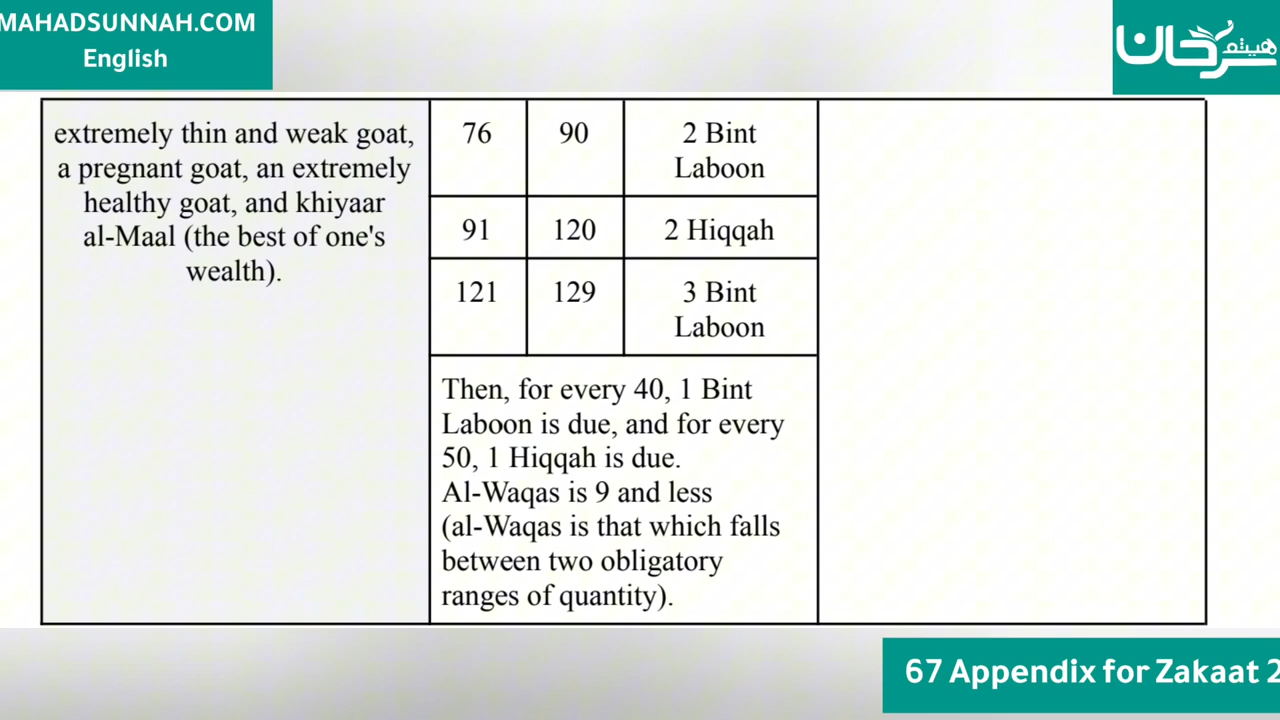 MAHADSUNNAH.COM
English
هيثم
سرحان
extremely thin and weak goat,
a pregnant goat, an extremely
healthy goat, and khiyaar
al-Maal (the best of one's
wealth).
76 90 2 Bint
Laboon
91 120 2 Hiqqah
121 129 3 Bint
Laboon
Then, for every 40, 1 Bint
Laboon is due, and for every
50, 1 Hiqqah is due.
Al-Waqas is 9 and less
(al-Waqas is that which falls
between two obligatory
ranges of quantity).
67 Appendix for Zakaat 2